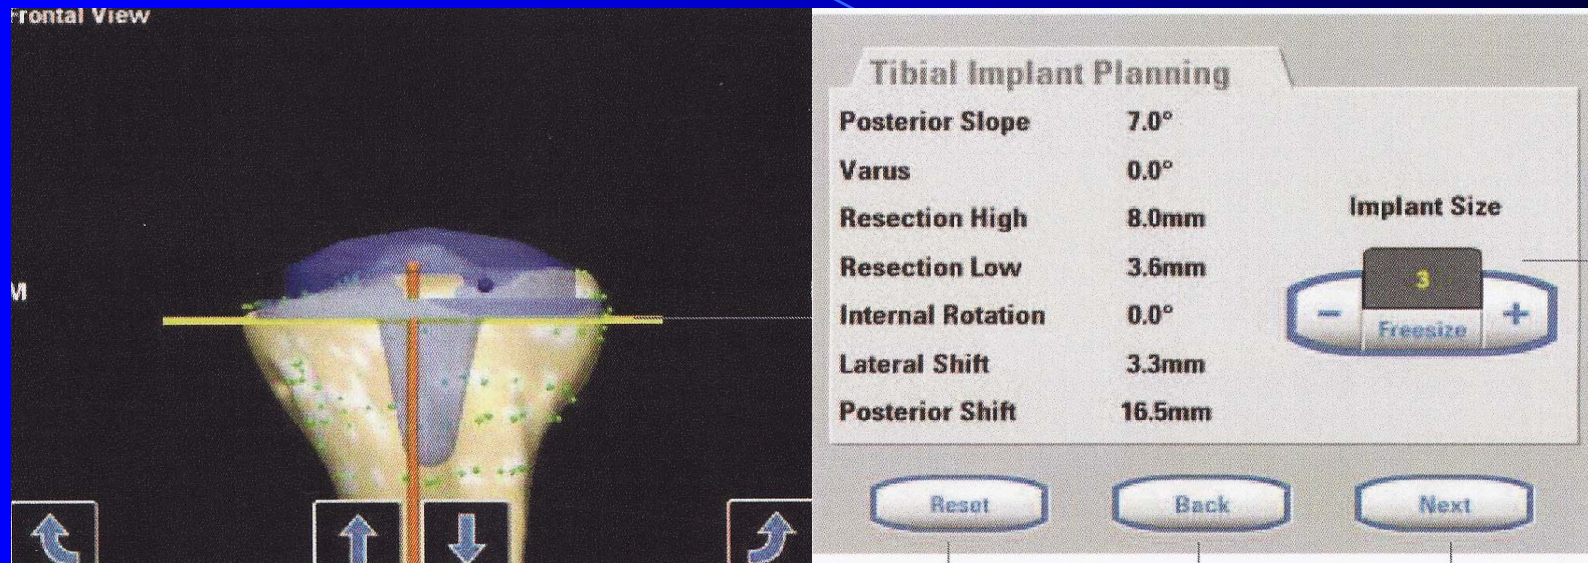 Frontal View
M
Tibial Implant Planning
Posterior Slope 7.0°
Varus 0.0°
Resection High 8.0mm
Resection Low 3.6mm
Internal Rotation 0.0°
Lateral Shift 3.3mm
Posterior Shift 16.5mm
Implant Size
3
- +
Freesize
Reset Back Next